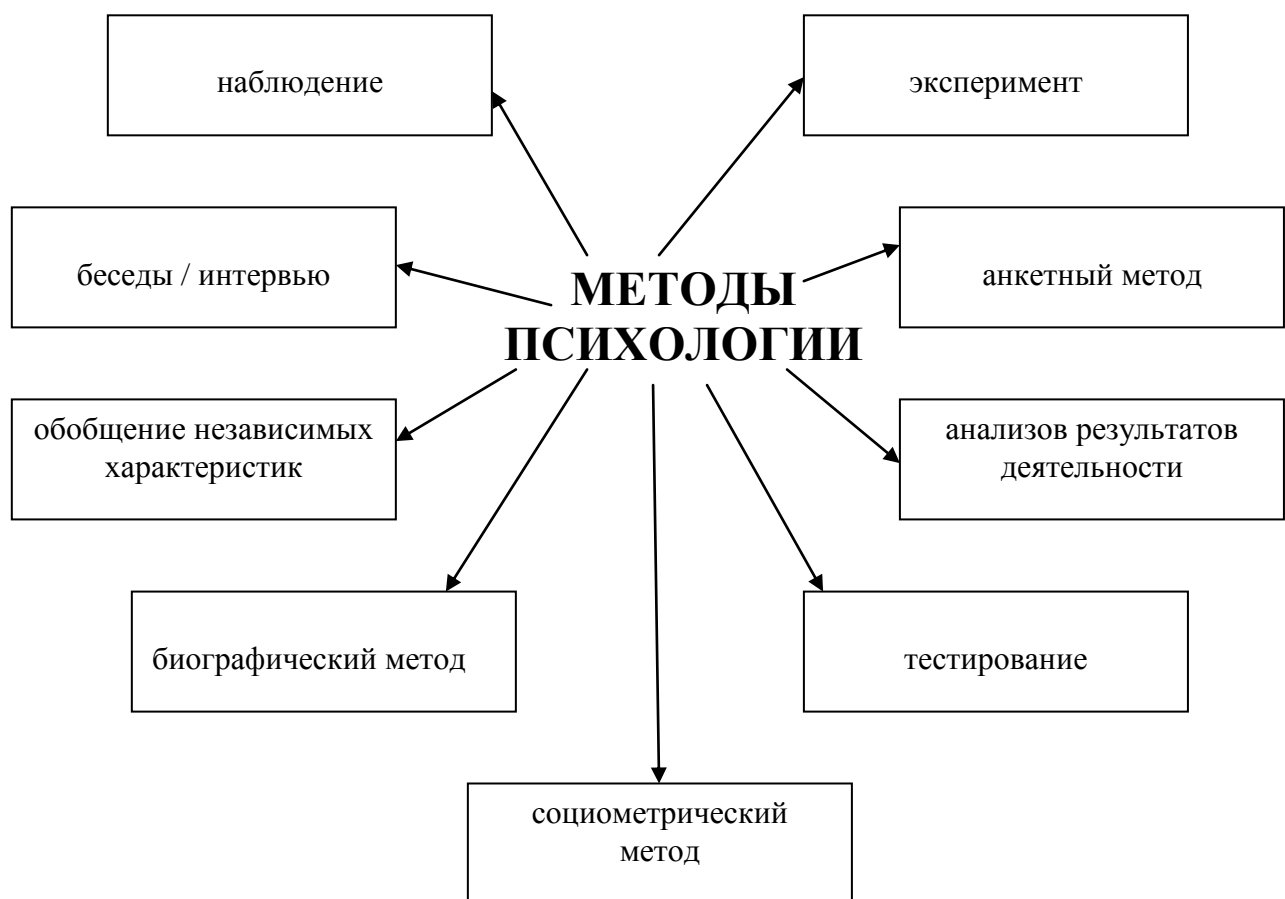 наблюдение
эксперимент
беседы / интервью
анкетный метод
МЕТОДЫ
ПСИХОЛОГИИ
обобщение независимых
характеристик
анализов результатов
деятельности
биографический метод
тестирование
социометрический
метод